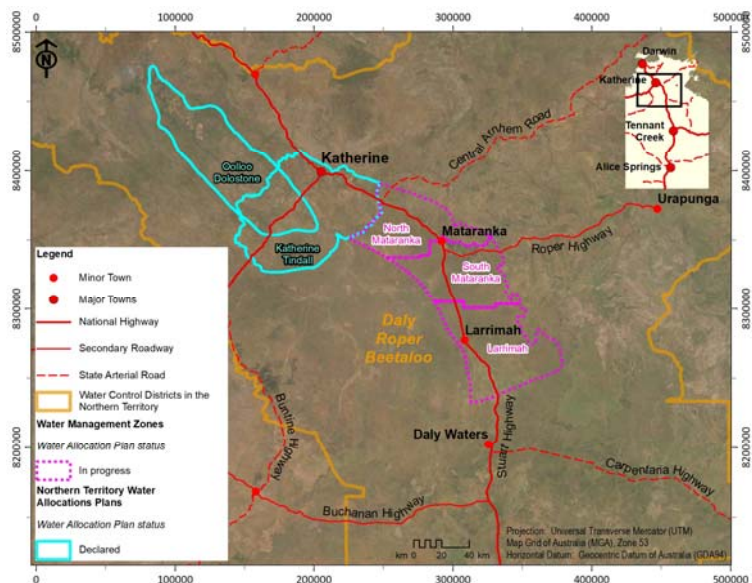 100000
200000
300000
400000
500000
8500000
8400000
8300000
8200000
N
Darwin
Katherine
Tennant
Creek
Alice Springs
Central Arnhem Road
Oolloo
Dolostone
Katherine
Katherine
Tindall
Urapunga
North
Mataranka
Mataranka
Roper Highway
South
Mataranka
Daly
Roper
Beetaloo
Larrimah
Larrimah
Buntine
Highway
Daly Waters
Stuart Highway
Carpentaria Highway
Buchanan Highway
Legend
Minor Town
Major Towns
National Highway
Secondary Roadway
State Arterial Road
Water Control Districts in the
Northern Territory
Water Management Zones
Water Allocation Plan status
In progress
Northern Territory Water
Allocations Plans
Water Allocation Plan status
Declared
km 0 20 40
Projection: Universal Transverse Mercator (UTM)
Map Grid of Australia (MGA), Zone 53
Horizontal Datum: Geocentric Datum of Australia (GDA94)
8500000
8400000
8300000
8200000
100000
200000
300000
400000
500000